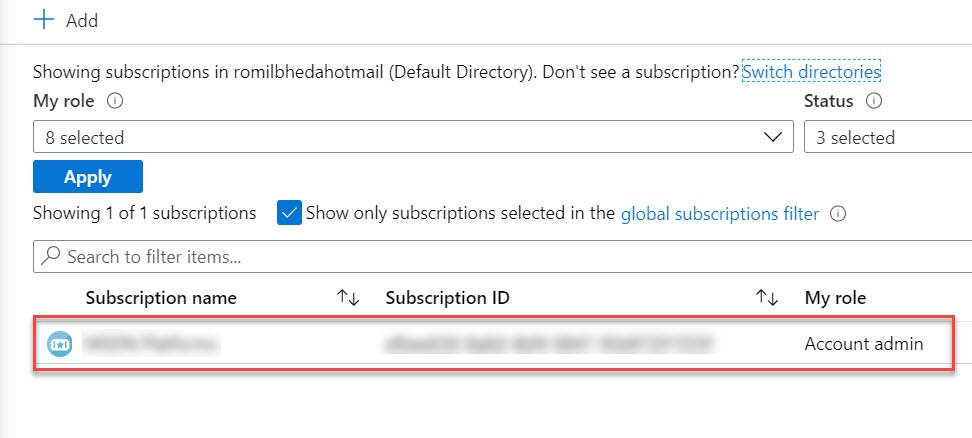 Add
Showing subscriptions in romilbhedahotmail (Default Directory). Don't see a subscription? Switch directories
My role Status
8 selected 3 selected
Apply
Showing 1 of 1 subscriptions Show only subscriptions selected in the global subscriptions filter
Search to filter items...
Subscription name Subscription ID My role
Account admin